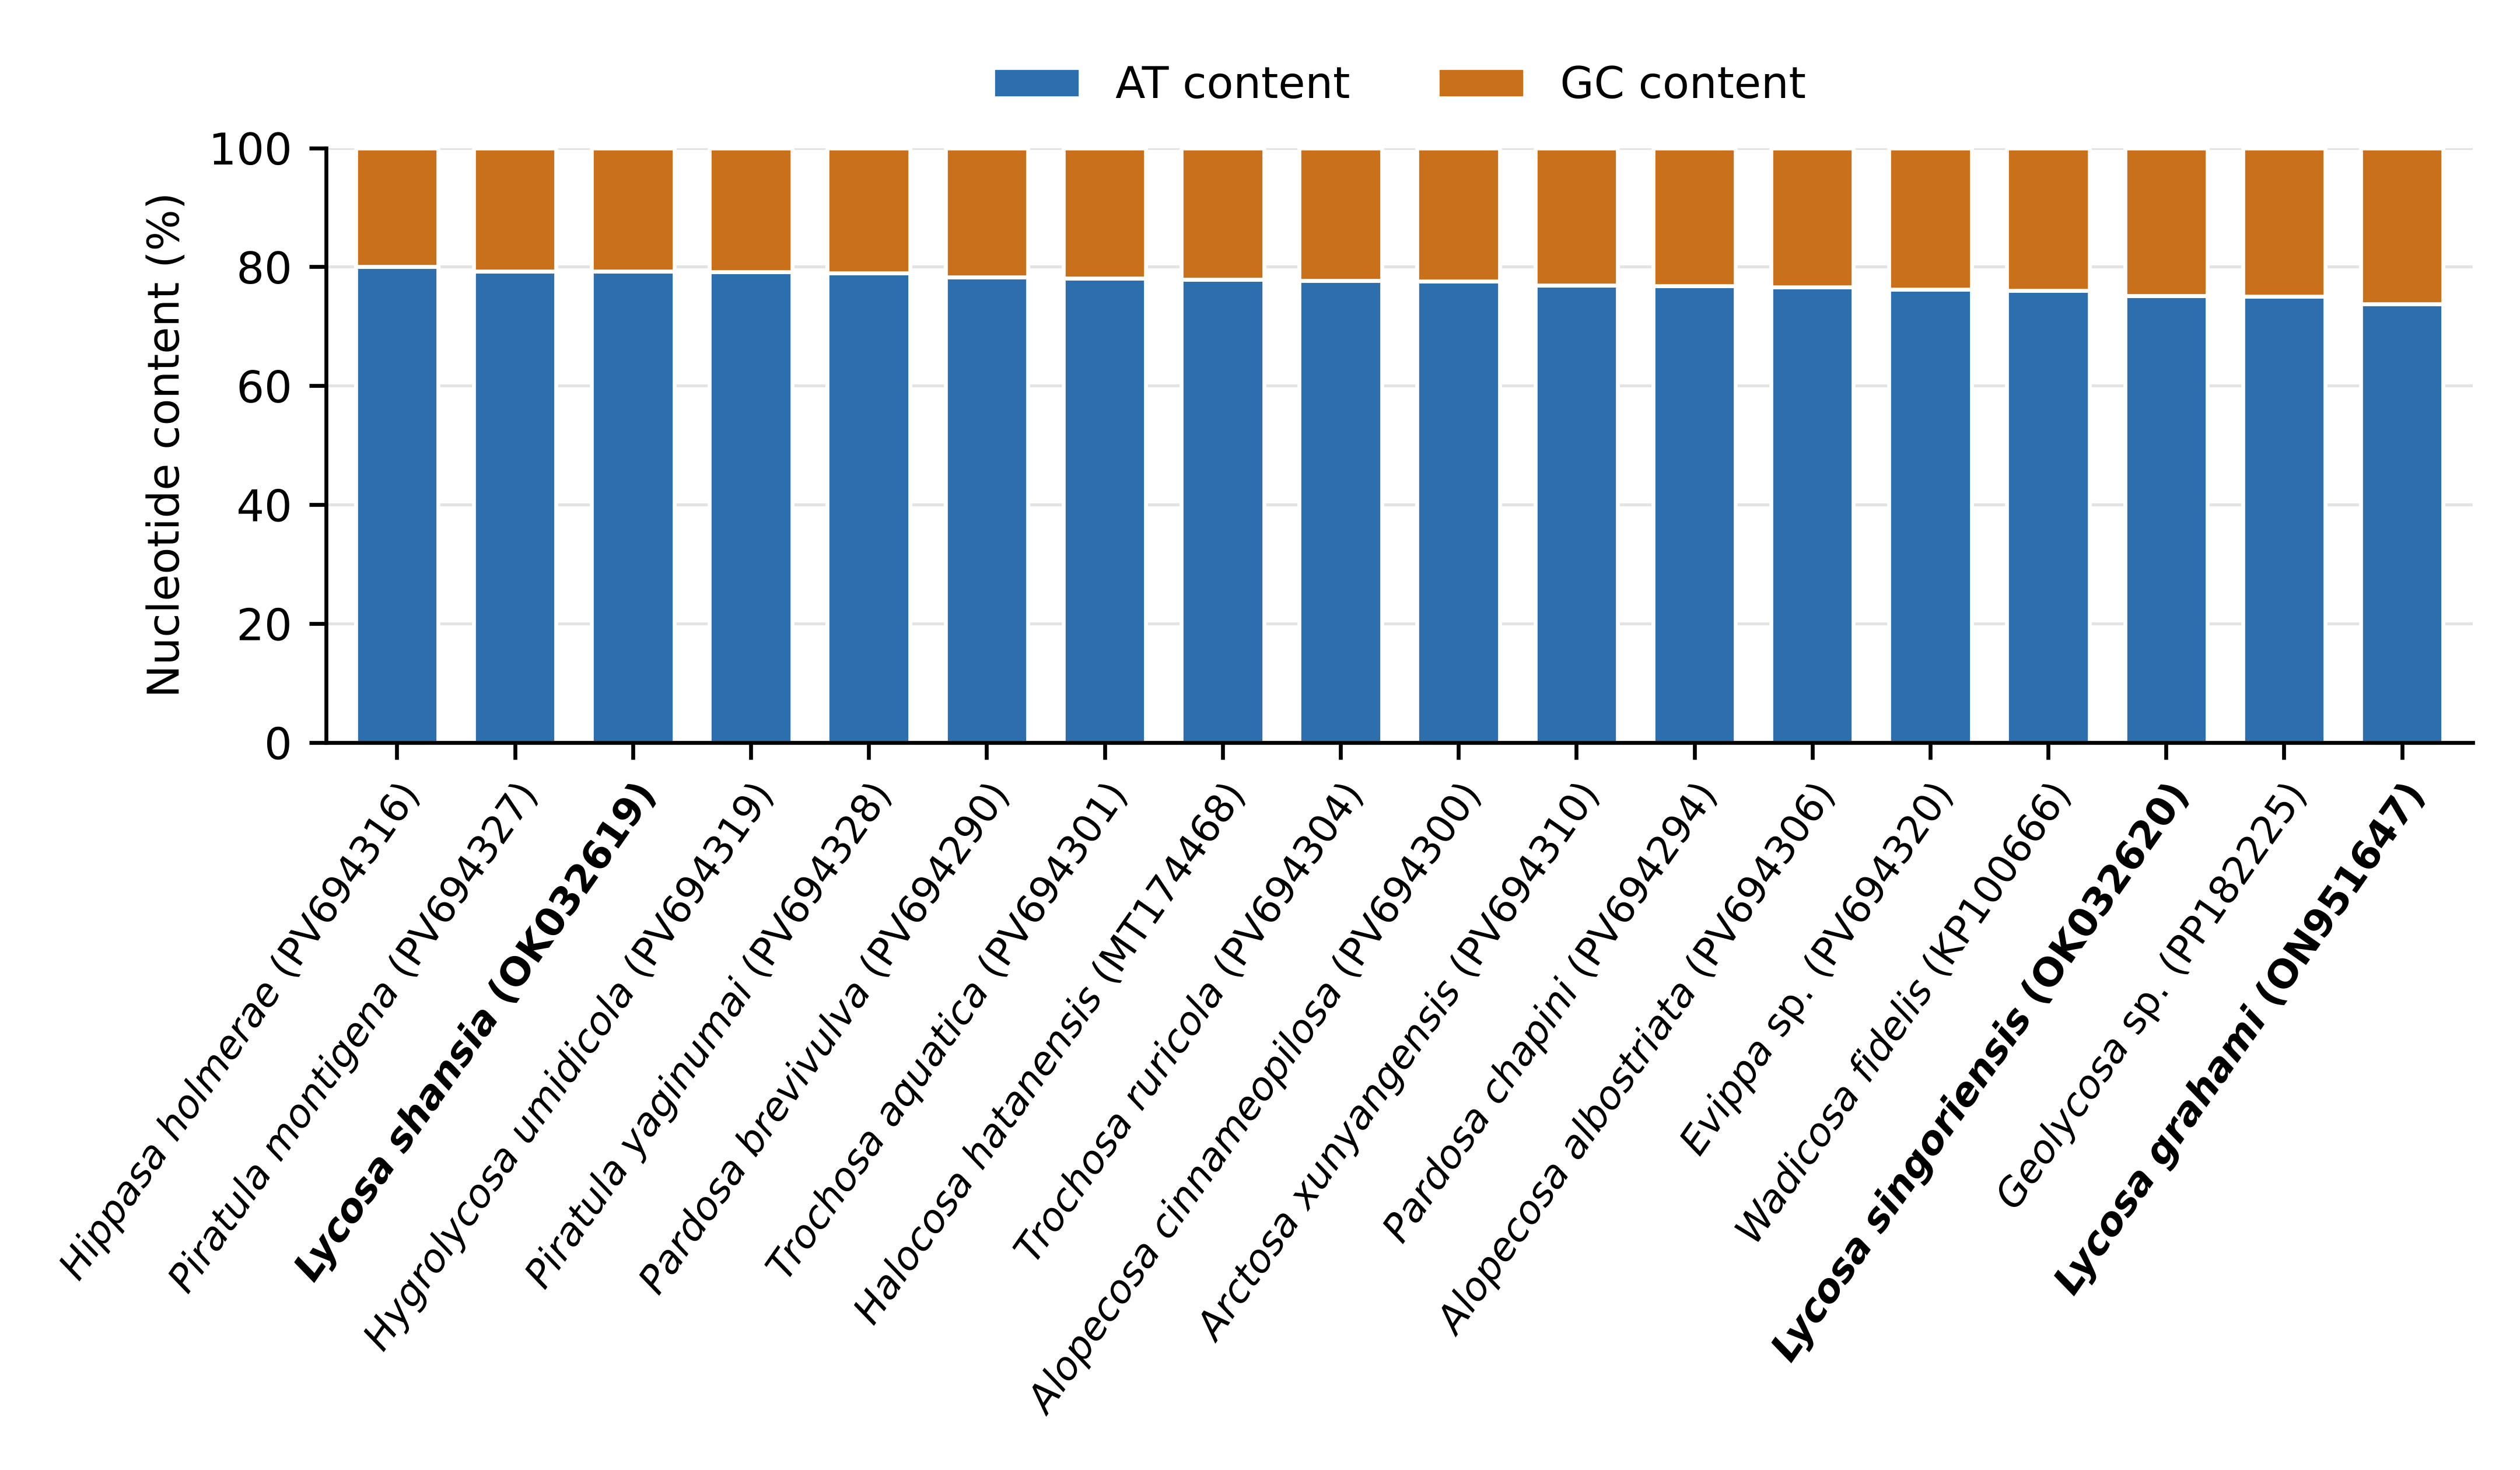 AT content
GC content
Nucleotide content (%)
100
80
60
40
20
0
Hippasa holmerae (PV694316)
Piratula montigena (PV694327)
Lycosa shansia (OK032619)
Hygrolycosa umidicola (PV694319)
Piratula yaginumai (PV694328)
Pardosa brevivulva (PV694290)
Trochosa aquatica (PV694301)
Halocosa hatanensis (MT174468)
Trochosa ruricola (PV694304)
Alopecosa cinnameopilosa (PV694300)
Arctosa xunyangensis (PV694310)
Pardosa chapini (PV694294)
Alopecosa albostriata (PV694306)
Evippa sp. (PV694320)
Wadicosa fidelis (KP100666)
Lycosa singoriensis (OK032620)
Geolycosa sp. (PP182225)
Lycosa grahami (ON951647)